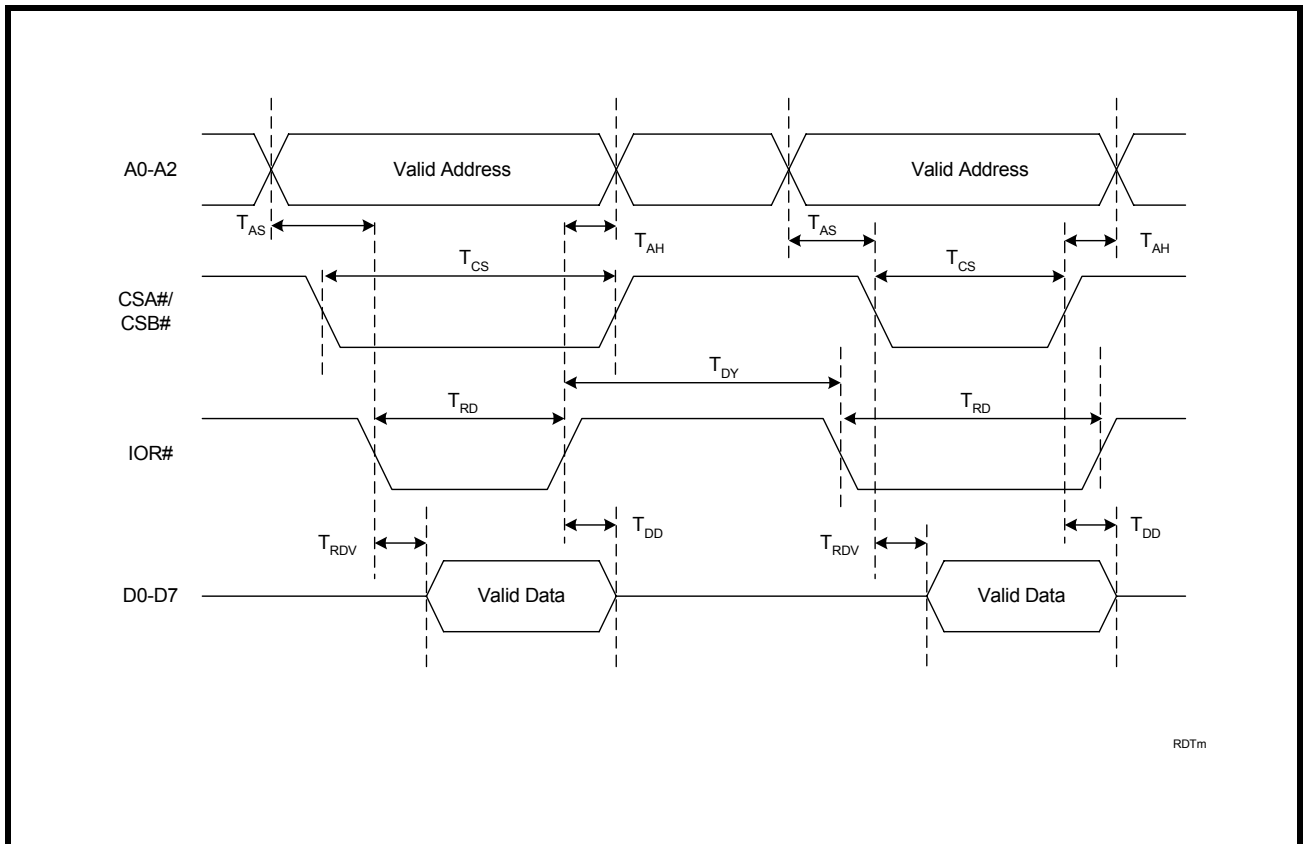 A0-A2
Valid Address
Valid Address
TAS
TAH
TAS
TAH
TCS
TCS
CSA#/
CSB#
TDY
TRD
TRD
IOR#
TRDV
TDD
TRDV
TDD
D0-D7
Valid Data
Valid Data
RDTm